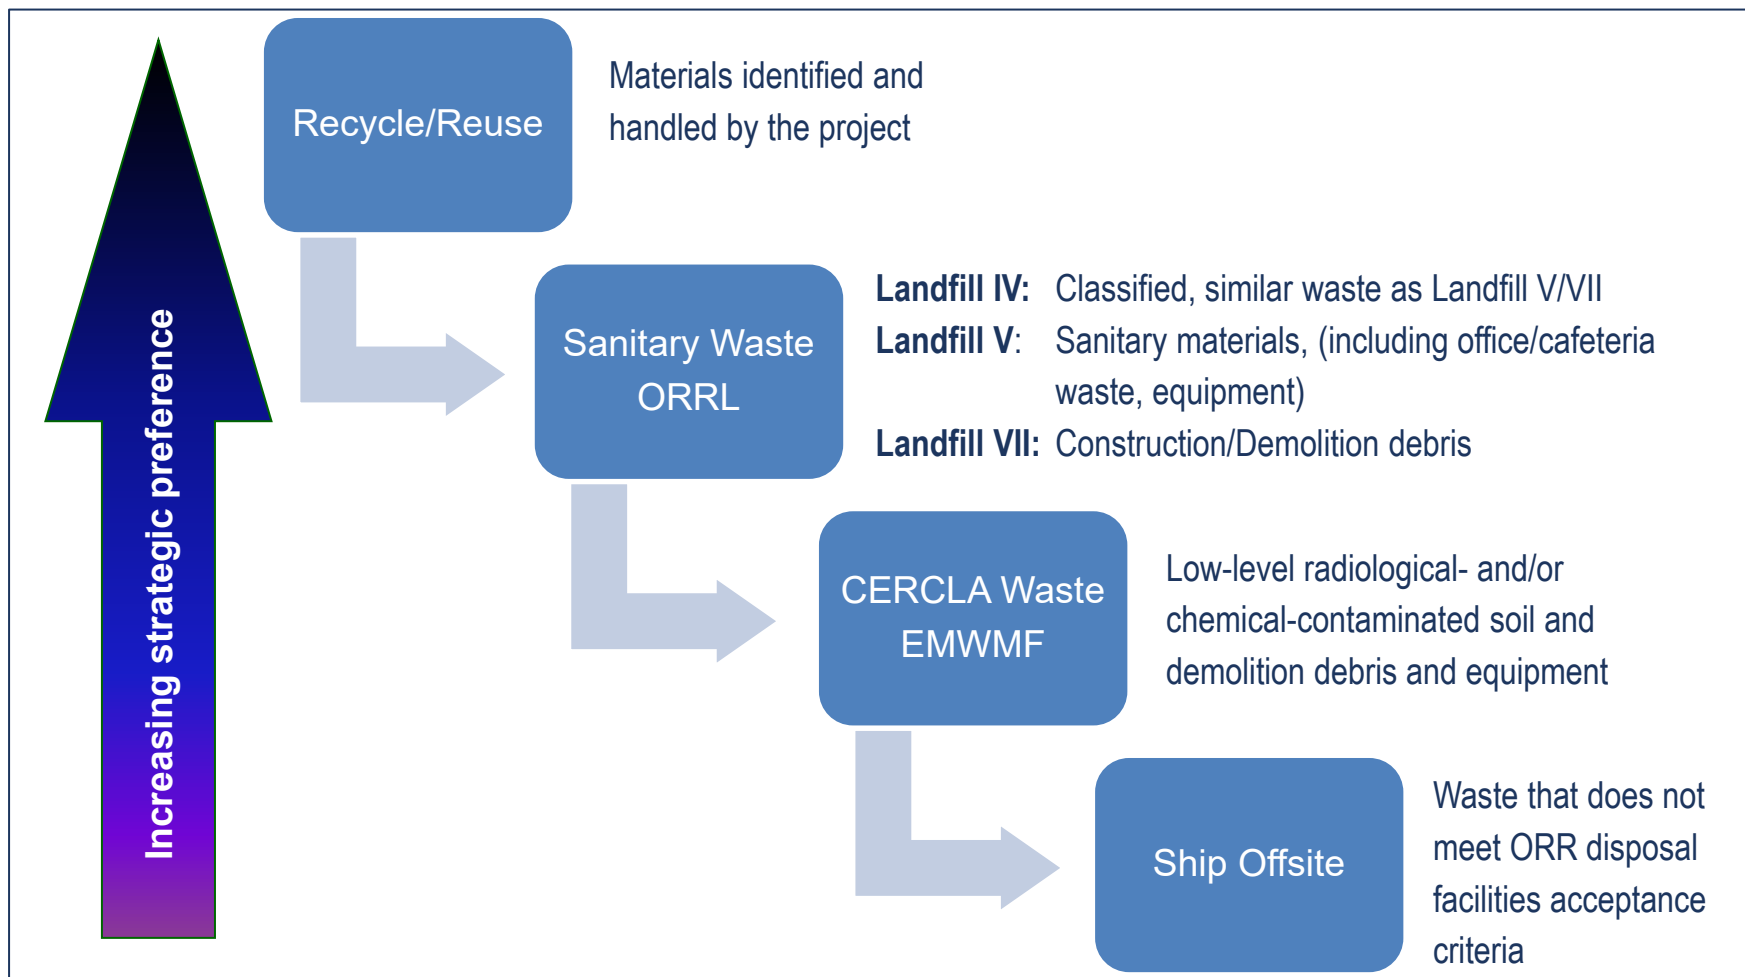 Increasing strategic preference
Recycle/Reuse
Materials identified and
handled by the project
Sanitary Waste
ORRL
Landfill IV: Classified, similar waste as Landfill V/VII
Landfill V: Sanitary materials, (including office/cafeteria
waste, equipment)
Landfill VII: Construction/Demolition debris
CERCLA Waste
EMWMF
Low-level radiological- and/or
chemical-contaminated soil and
demolition debris and equipment
Ship Offsite
Waste that does not
meet ORR disposal
facilities acceptance
criteria